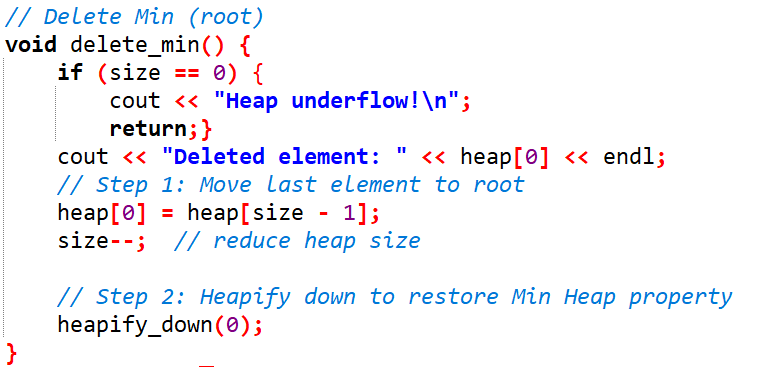 // Delete Min (root)
void delete_min() {
    if (size == 0) {
        cout << "Heap underflow!\n";
        return;}
    cout << "Deleted element: " << heap[0] << endl;
    // Step 1: Move last element to root
    heap[0] = heap[size - 1];
    size--;  // reduce heap size

    // Step 2: Heapify down to restore Min Heap property
    heapify_down(0);
}